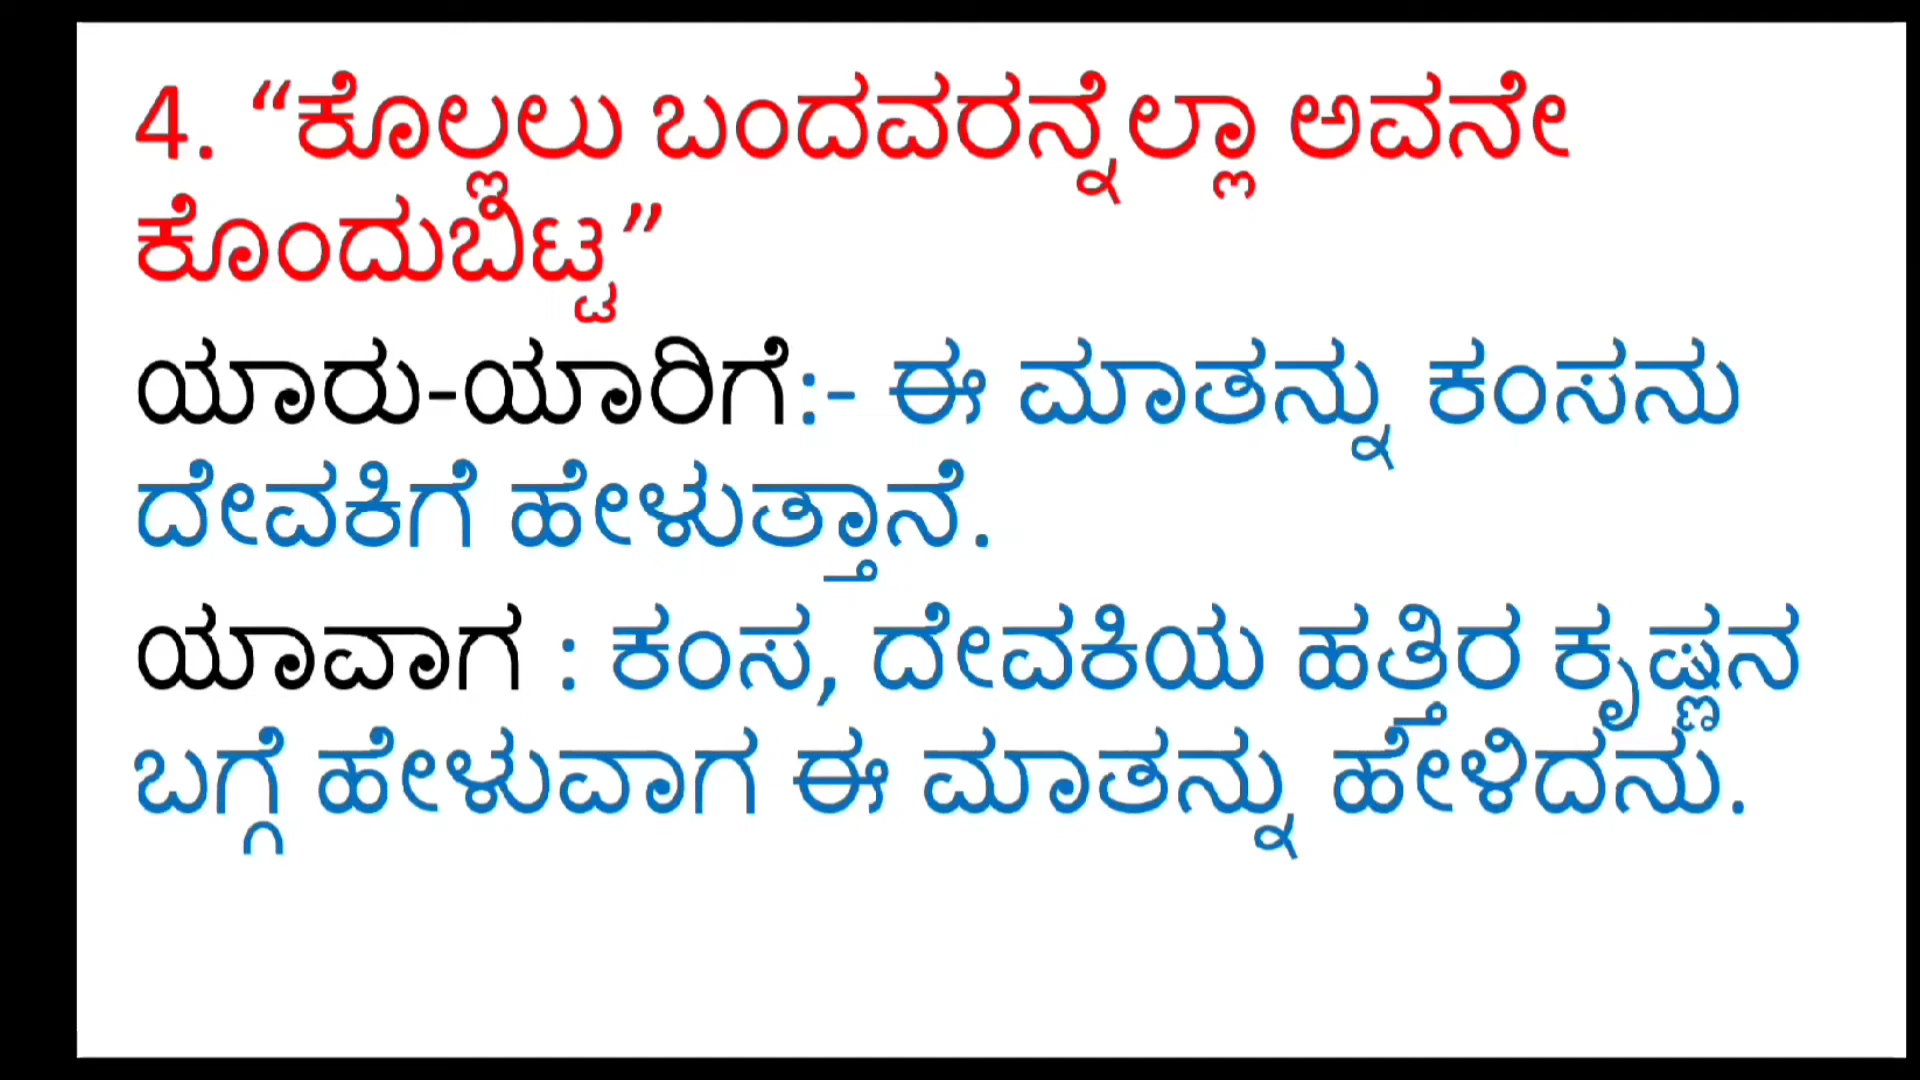 4. “ಕೊಲ್ಲಲು ಬಂದವರನ್ನೆಲ್ಲಾ ಅವನೇ
ಕೊಂದುಬಿಟ್ಟ”
ಯಾರು-ಯಾರಿಗೆ:- ಈ ಮಾತನ್ನು ಕಂಸನು
ದೇವಕಿಗೆ ಹೇಳುತ್ತಾನೆ.
ಯಾವಾಗ : ಕಂಸ, ದೇವಕಿಯ ಹತ್ತಿರ ಕೃಷ್ಣನ
ಬಗ್ಗೆ ಹೇಳುವಾಗ ಈ ಮಾತನ್ನು ಹೇಳಿದನು.